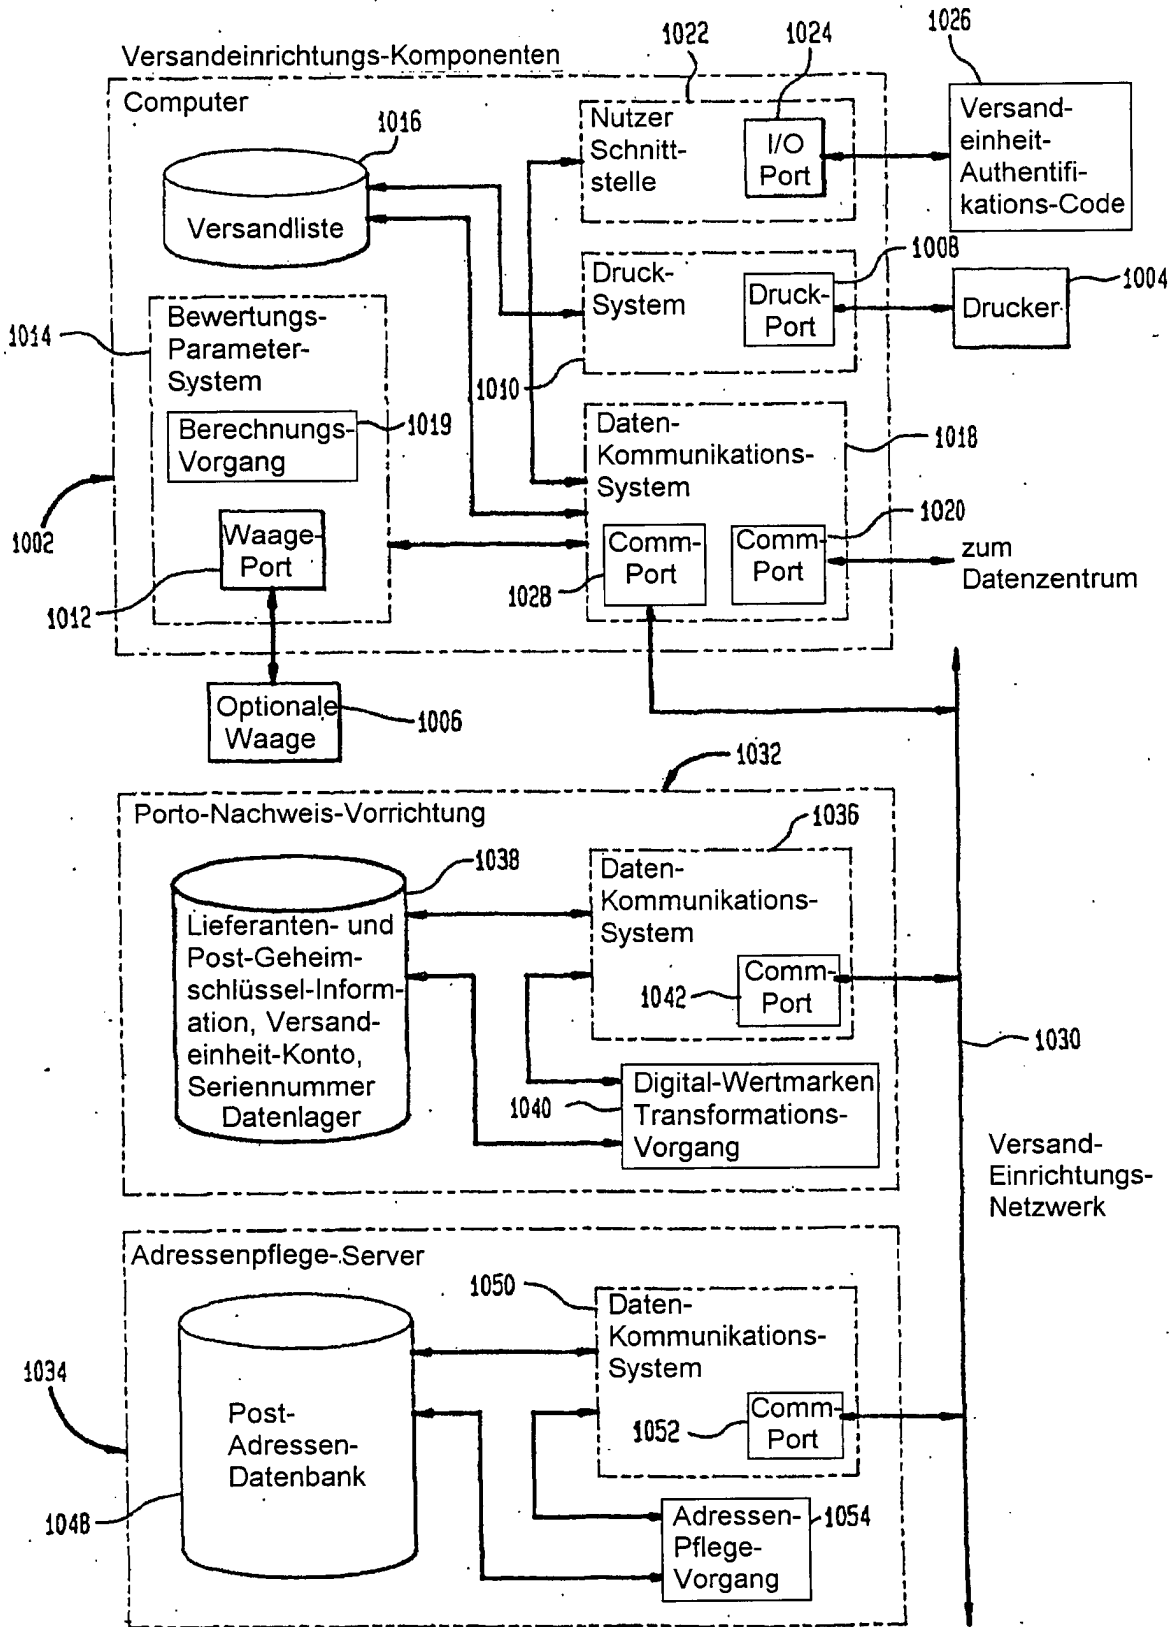 Versandeinrichtungs-Komponenten
1022
1024
1026
Computer
1016
Versandliste
Nutzer
Schnitt-
stelle
I/O
Port
Versand-
einheit-
Authentifi-
kations-Code
1014
Bewertungs-
Parameter-
System
Druck-
System
1008
Druck-
Port
1004
Drucker
1010
Berechnungs-
Vorgang
1019
Daten-
Kommunikations-
System
1018
1002
Waage-
Port
1012
Comm-
Port
1028
Comm-
Port
1020
zum
Datenzentrum
Optionale
Waage
1006
1032
Porto-Nachweis-Vorrichtung
1036
1038
Lieferanten- und
Post-Geheim-
schlüssel-Inform-
ation, Versand-
einheit-Konto,
Seriennummer
Datenlager
Daten-
Kommunikations-
System
1042
Comm-
Port
1030
1040
Digital-Wertmarken
Transformations-
Vorgang
Versand-
Einrichtungs-
Netzwerk
Adressenpflege-Server
1050
Daten-
Kommunikations-
System
1034
Post-
Adressen-
Datenbank
1052
Comm-
Port
1048
Adressen-
Pflege-
Vorgang
1054